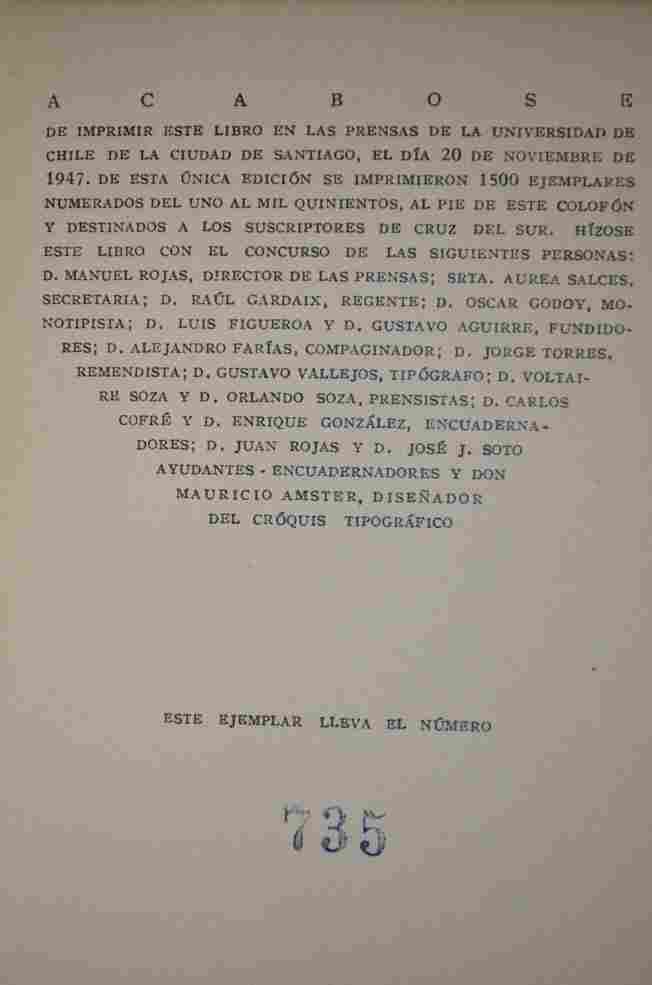 A C A B O S E
DE IMPRIMIR ESTE LIBRO EN LAS PRENSAS DE LA UNIVERSIDAD DE
CHILE DE LA CIUDAD DE SANTIAGO, EL DÍA 20 DE NOVIEMBRE DE
1947. DE ESTA ÚNICA EDICIÓN SE IMPRIMIERON 1500 EJEMPLARES
NUMERADOS DEL UNO AL MIL QUINIENTOS, AL PIE DE ESTE COLOFÓN
Y DESTINADOS A LOS SUSCRIPTORES DE CRUZ DEL SUR. HÍZOSE
ESTE LIBRO CON EL CONCURSO DE LAS SIGUIENTES PERSONAS:
D. MANUEL ROJAS, DIRECTOR DE LAS PRENSAS; SRTA. AUREA SALCES,
SECRETARIA; D. RAÚL GARDAIX, REGENTE; D. OSCAR GODOY, MO-
NOTIPISTA; D. LUIS FIGUEROA Y D. GUSTAVO AGUIRRE, FUNDIDO-
RES; D. ALEJANDRO FARÍAS, COMPAGINADOR; D. JORGE TORRES,
REMENDISTA; D. GUSTAVO VALLEJOS, TIPÓGRAFO; D. VOLTAI-
RE SOZA Y D. ORLANDO SOZA, PRENSISTAS; D. CARLOS
COFRÉ Y D. ENRIQUE GONZÁLEZ, ENCUADERNA-
DORES; D. JUAN ROJAS Y D. JOSÉ J. SOTO
AYUDANTES - ENCUADERNADORES Y DON
MAURICIO AMSTER, DISEÑADOR
DEL CRÓQUIS TIPOGRÁFICO
ESTE EJEMPLAR LLEVA EL NÚMERO
735